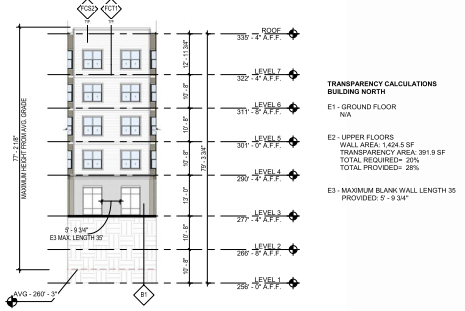 FCS2 FCT1
TYP. TYP.
ROOF
335' - 4" A.F.F.
12' - 11 3/4"
LEVEL 7
322' - 4" A.F.F.
10' - 8"
LEVEL 6
311' - 8" A.F.F.
10' - 8"
LEVEL 5
301' - 0" A.F.F.
10' - 8"
LEVEL 4
290' - 4" A.F.F.
13' - 0"
LEVEL 3
277' - 4" A.F.F.
10' - 8"
LEVEL 2
266' - 8" A.F.F.
10' - 8"
LEVEL 1
256' - 0" A.F.F.
79' - 3 3/4"
77' - 2 1/8"
MAXIMUM HEIGHT FROM AVG. GRADE
5' - 9 3/4"
E3 MAX. LENGTH 35'
AVG - 260' - 3"
B1
TRANSPARENCY CALCULATIONS
BUILDING NORTH
E1 - GROUND FLOOR
N/A
E2 - UPPER FLOORS
WALL AREA: 1,424.5 SF
TRANSPARENCY AREA: 391.9 SF
TOTAL REQUIRED= 20%
TOTAL PROVIDED= 28%
E3 - MAXIMUM BLANK WALL LENGTH 35
PROVIDED: 5' - 9 3/4"